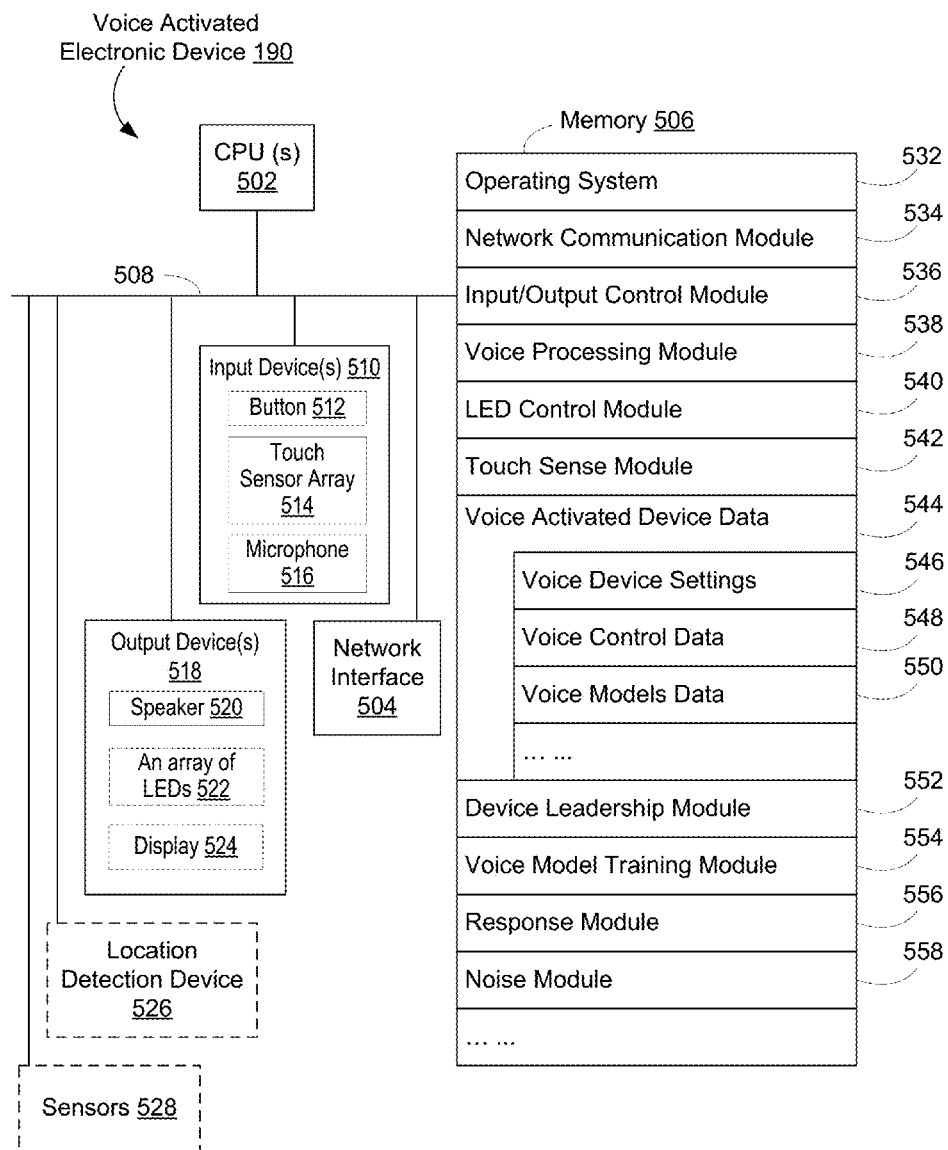 Voice Activated
Electronic Device 190
CPU (s)
502
508
Input Device(s) 510
Button 512
Touch
Sensor Array
514
Microphone
516
Output Device(s)
518
Speaker 520
An array of
LEDs 522
Display 524
Network
Interface
504
Location
Detection Device
526
Sensors 528
Memory 506
Operating System
532
Network Communication Module
534
Input/Output Control Module
536
Voice Processing Module
538
LED Control Module
540
Touch Sense Module
542
Voice Activated Device Data
544
Voice Device Settings
546
Voice Control Data
548
Voice Models Data
550
... ...
Device Leadership Module
552
Voice Model Training Module
554
Response Module
556
Noise Module
558
... ...